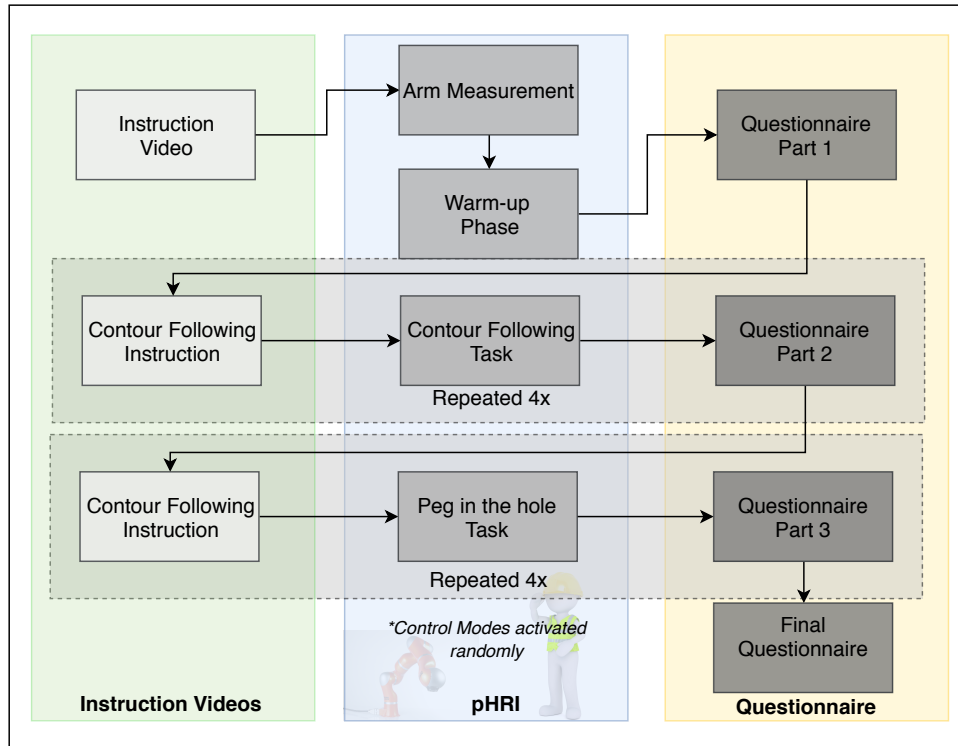 Instruction
Video
Arm Measurement
Warm-up
Phase
Questionnaire
Part 1
Contour Following
Instruction
Contour Following
Task
Repeated 4x
Questionnaire
Part 2
Contour Following
Instruction
Peg in the hole
Task
Repeated 4x
Questionnaire
Part 3
*Control Modes activated
randomly
Final
Questionnaire
Instruction Videos
pHRI
Questionnaire